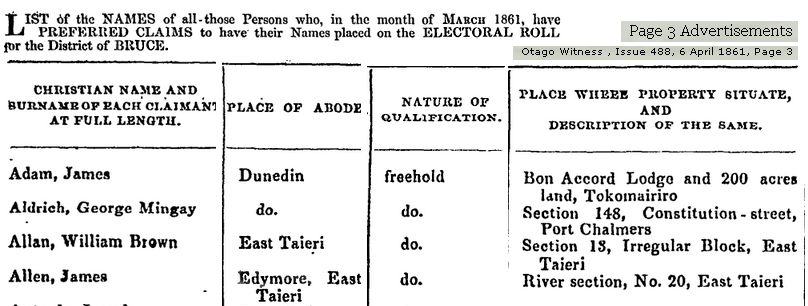 LIST of the NAMES of all those Persons who, in the month of MARCH 1861, have
PREFERRED CLAIMS to have their Names placed on the ELECTORAL ROLL
for the District of BRUCE.
Page 3 Advertisements
Otago Witness , Issue 488, 6 April 1861, Page 3
CHRISTIAN NAME AND
SURNAME OF EACH CLAIMANT
AT FULL LENGTH.
PLACE OF ABODE
NATURE OF
QUALIFICATION.
PLACE WHERE PROPERTY SITUATE,
AND
DESCRIPTION OF THE SAME.
Adam, James Dunedin freehold Bon Accord Lodge and 200 acres
land, Tokomairiro
Aldrich, George Mingay do. do. Section 148, Constitution-street,
Port Chalmers
Allan, William Brown East Taieri do. Section 13, Irregular Block, East
Taieri
Allen, James Edymore, East do. River section, No. 20, East Taieri
Taieri